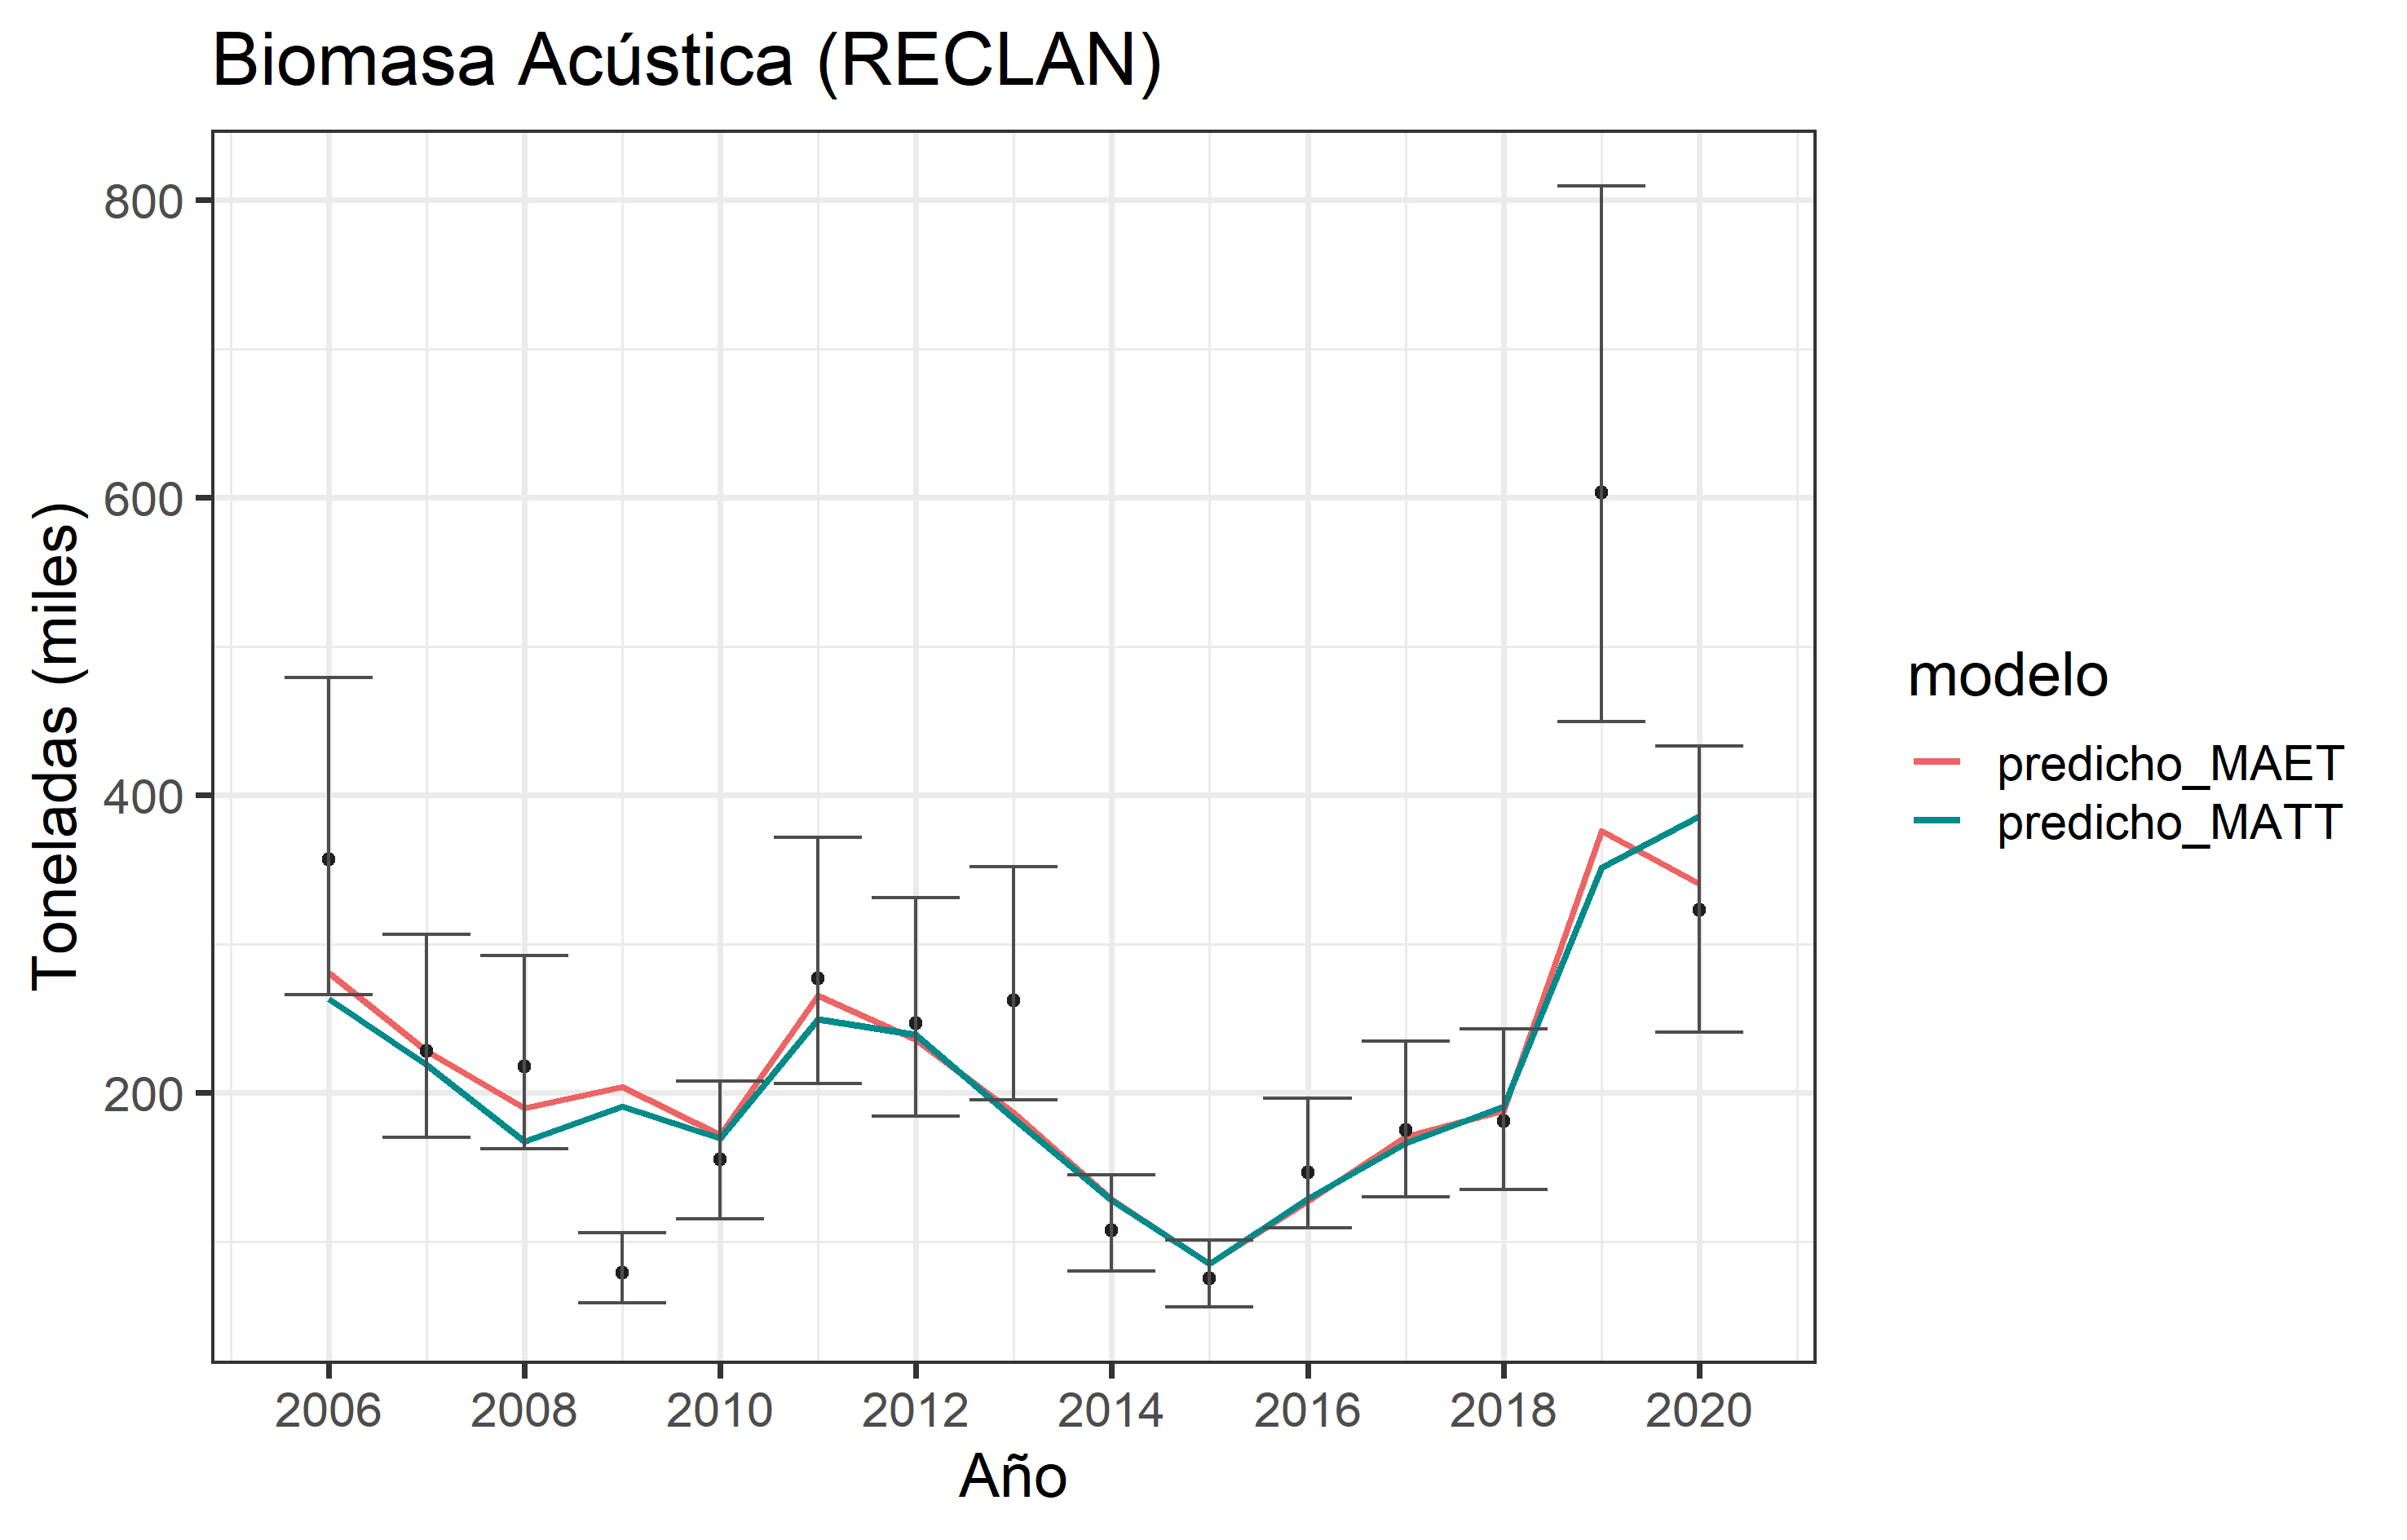 Biomasa Acústica (RECLAN)
Toneladas (miles)
800
600
400
200
2006 2008 2010 2012 2014 2016 2018 2020
Año
modelo
predicho_MAET
predicho_MATT